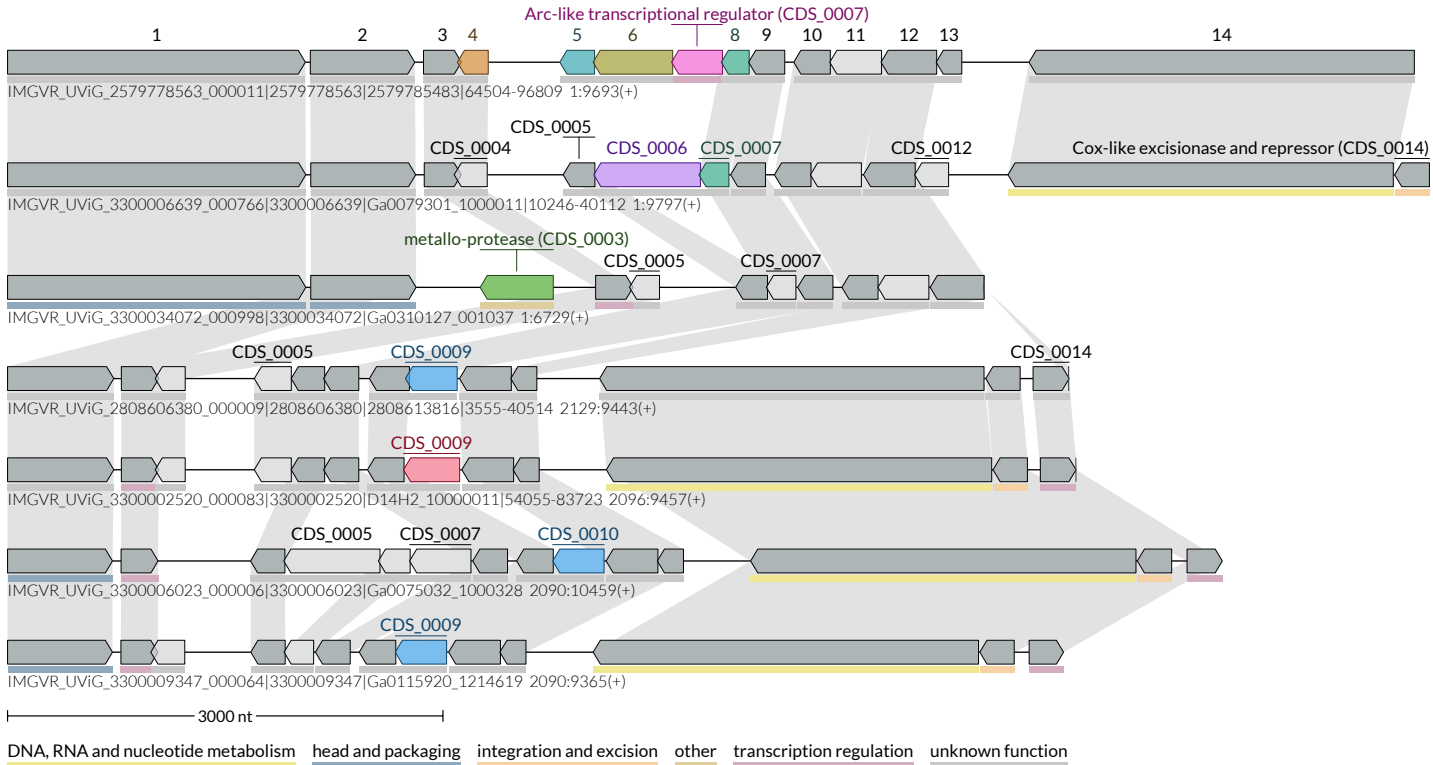 Arc-like transcriptional regulator (CDS_0007)
1 2 3 4 5 6 8 9 10 11 12 13 14
IMGVR_UViG_2579778563_000011|2579778563|2579785483|64504-96809 1:9693(+)
CDS_0005
CDS_0004 CDS_0006 CDS_0007 CDS_0012 Cox-like excisionase and repressor (CDS_0014)
IMGVR_UViG_3300006639_000766|3300006639|Ga0079301_1000011|10246-40112 1:9797(+)
metallo-protease (CDS_0003)
CDS_0005 CDS_0007
IMGVR_UViG_3300034072_000998|3300034072|Ga0310127_001037 1:6729(+)
CDS_0005 CDS_0009 CDS_0014
IMGVR_UViG_2808606380_000009|2808606380|2808613816|3555-40514 2129:9443(+)
CDS_0009
IMGVR_UViG_3300002520_000083|3300002520|D14H2_10000011|54055-83723 2096:9457(+)
CDS_0005 CDS_0007 CDS_0010
IMGVR_UViG_3300006023_000006|3300006023|Ga0075032_1000328 2090:10459(+)
CDS_0009
IMGVR_UViG_3300009347_000064|3300009347|Ga0115920_1214619 2090:9365(+)
3000 nt
DNA, RNA and nucleotide metabolism head and packaging integration and excision other transcription regulation unknown function